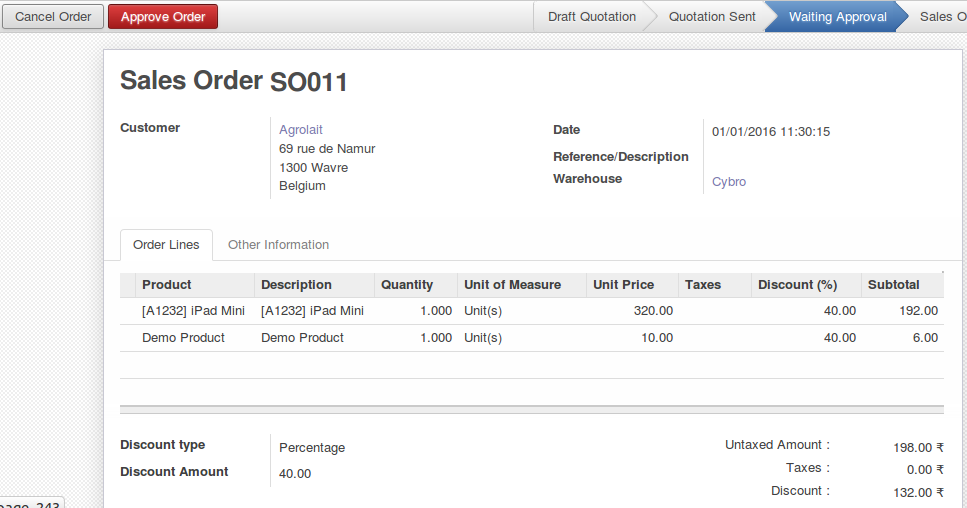 Cancel Order Approve Order Draft Quotation Quotation Sent Waiting Approval Sales O
Sales Order SO011
Customer Agrolait Date 01/01/2016 11:30:15
69 rue de Namur
1300 Wavre Reference/Description
Belgium Warehouse Cybro
Order Lines Other Information
Product Description Quantity Unit of Measure Unit Price Taxes Discount (%) Subtotal
[A1232] iPad Mini [A1232] iPad Mini 1.000 Unit(s) 320.00 40.00 192.00
Demo Product Demo Product 1.000 Unit(s) 10.00 40.00 6.00
Discount type Percentage Untaxed Amount : 198.00 ₹
Discount Amount 40.00 Taxes : 0.00 ₹
Discount : 132.00 ₹